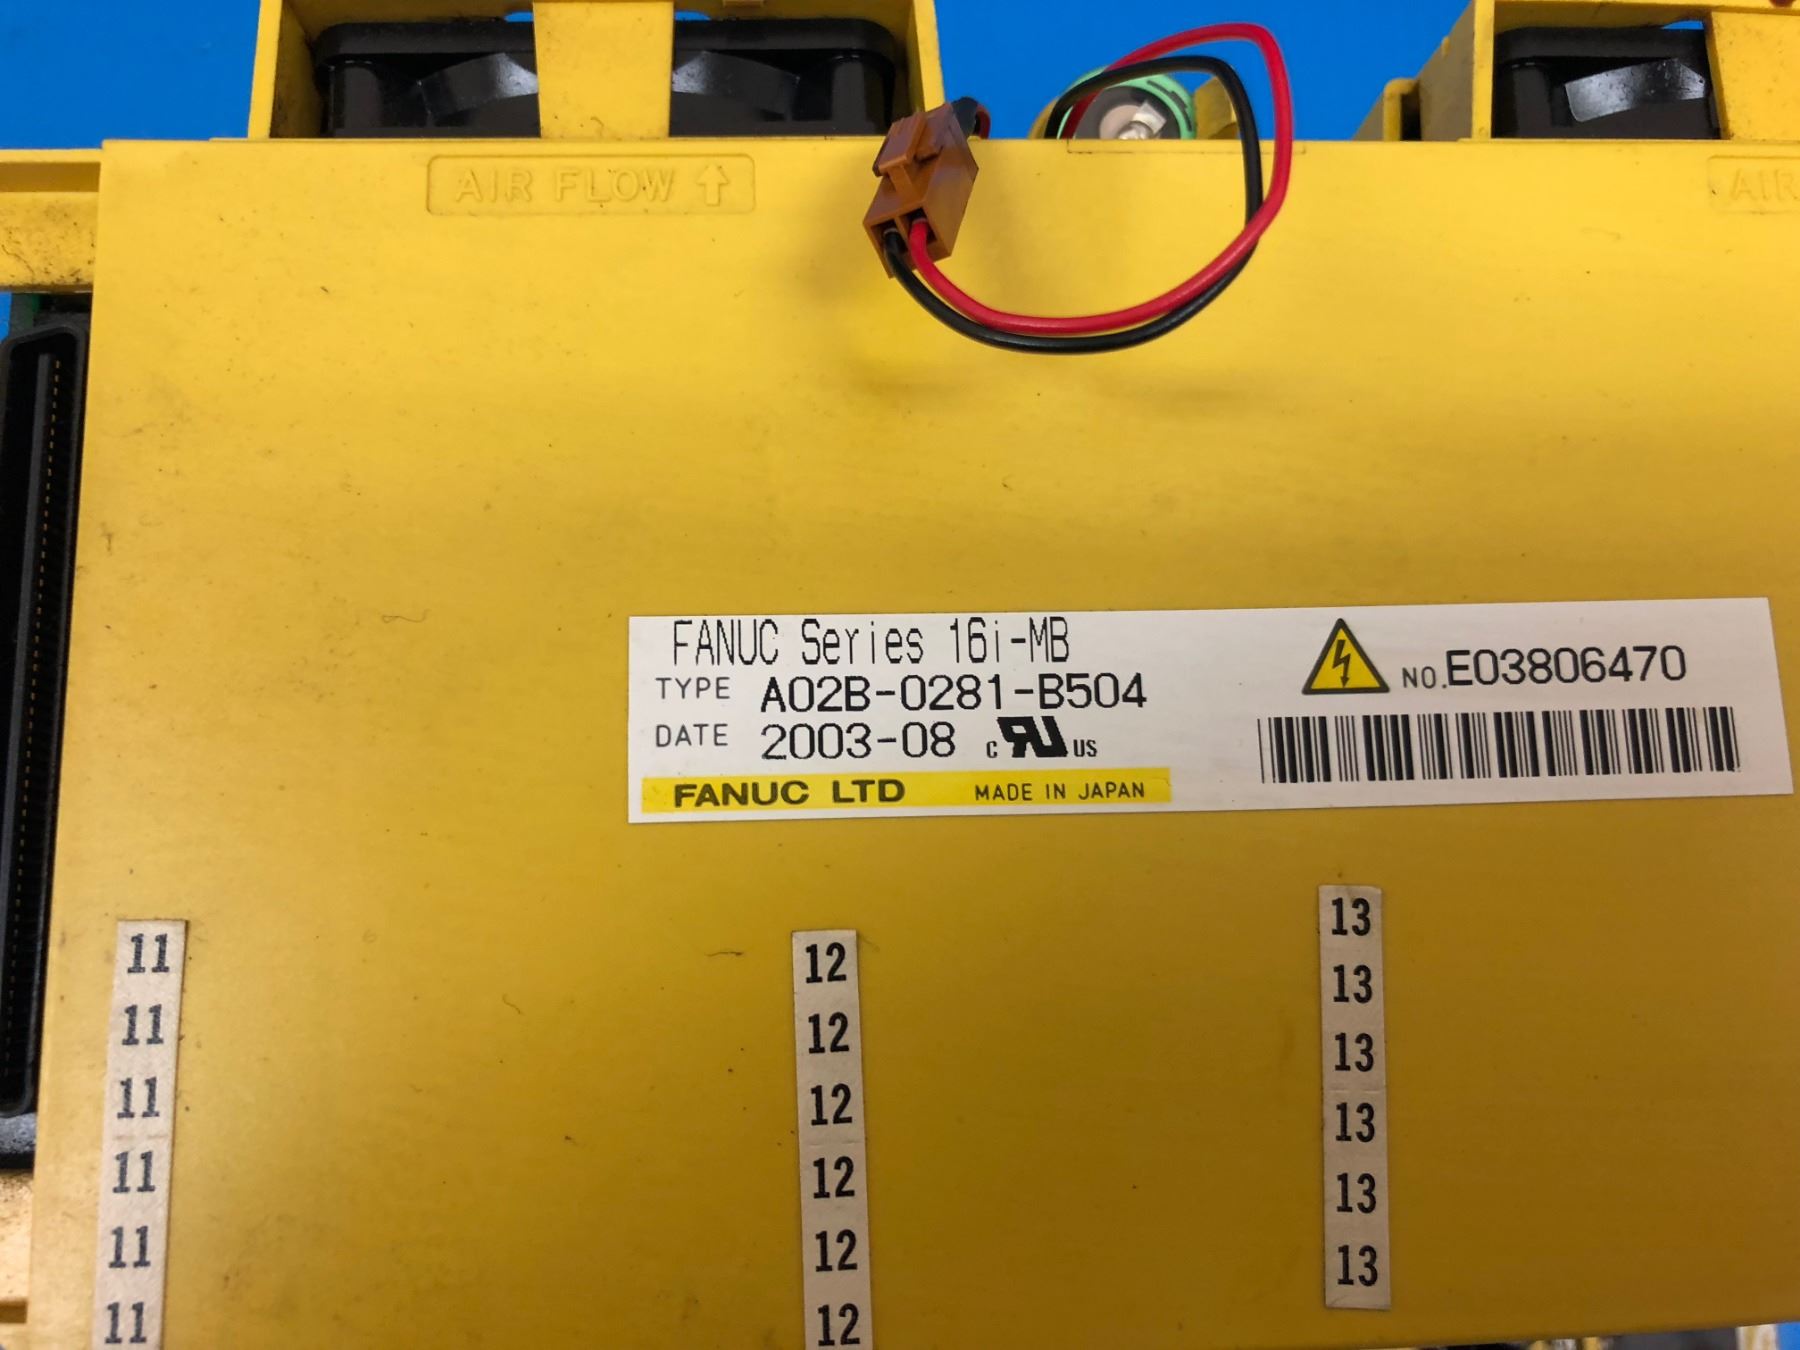 AIR FLOW ↑
AIR
FANUC Series 16i-MB
TYPE A02B-0281-B504
DATE 2003-08 c RU US
FANUC LTD MADE IN JAPAN
NO.E03806470
11
11
11
11
11
11
12
12
12
12
12
12
13
13
13
13
13
13